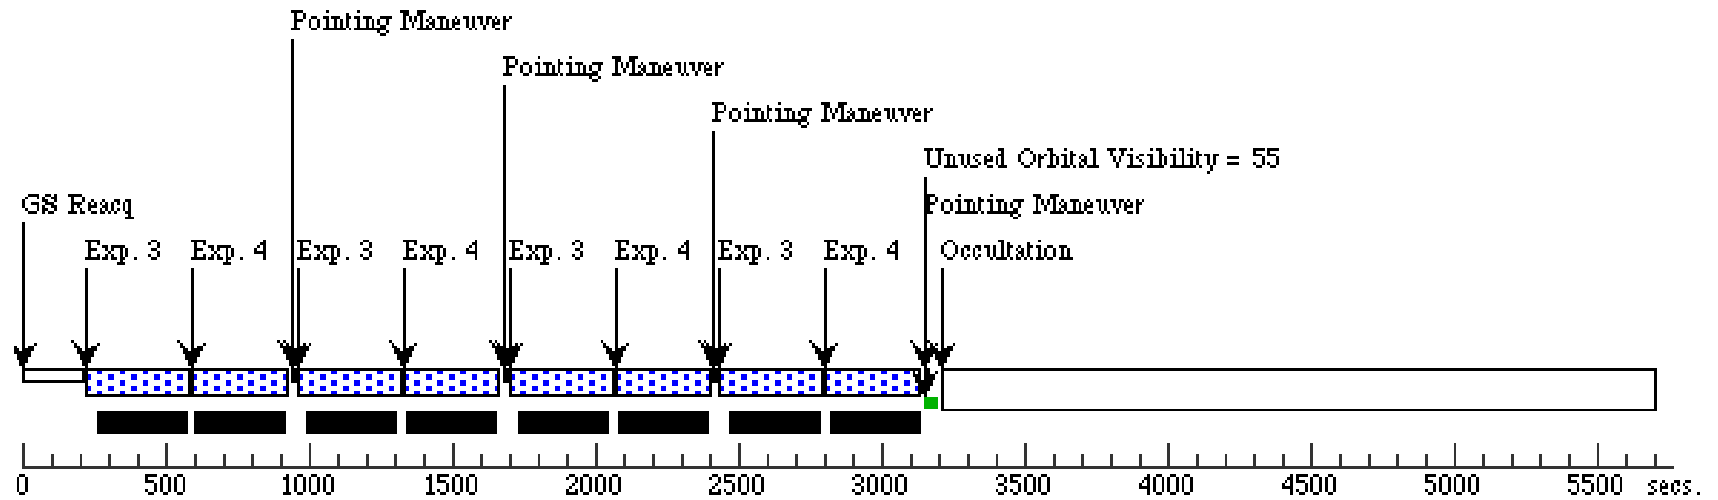 Pointing Maneuver
Pointing Maneuver
Pointing Maneuver
Unused Orbital Visibility = 55
GS Reacq
Pointing Maneuver
Exp. 3 Exp. 4 Exp. 3 Exp. 4 Exp. 3 Exp. 4 Exp. 3 Exp. 4 Occultation
0 500 1000 1500 2000 2500 3000 3500 4000 4500 5000 5500 secs.